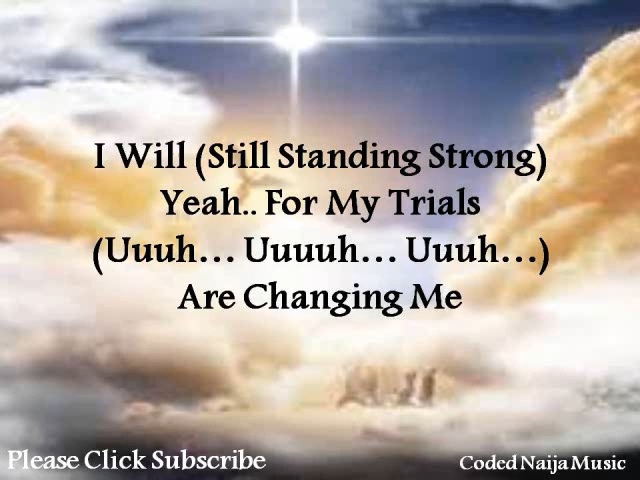 I Will (Still Standing Strong)
Yeah.. For My Trials
(Uuuh... Uuuuh... Uuuh...)
Are Changing Me
Please Click Subscribe
Coded Naija Music